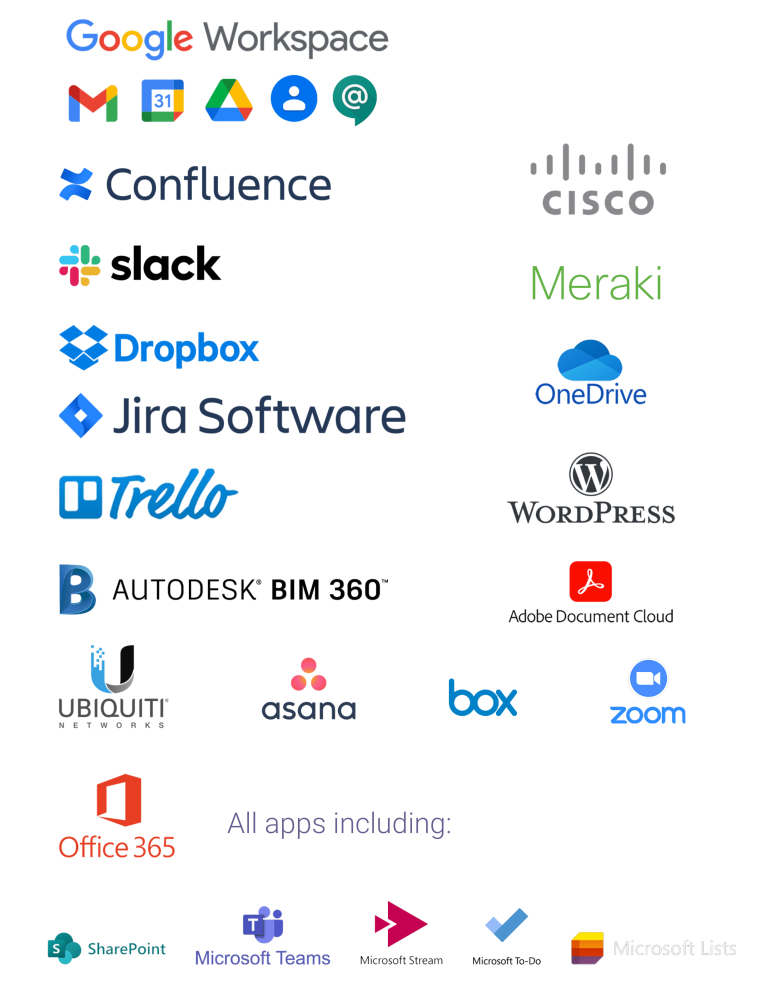 Google Workspace
31
@
Confluence
CISCO
slack
Meraki
Dropbox
OneDrive
Jira Software
Trello
W
WORDPRESS
B AUTODESK® BIM 360™
Adobe Document Cloud
U
UBIQUITI®
NETWORKS
asana
box
zoom
Office 365
All apps including:
S SharePoint
T
Microsoft Teams
Microsoft Stream
Microsoft To-Do
Microsoft Lists